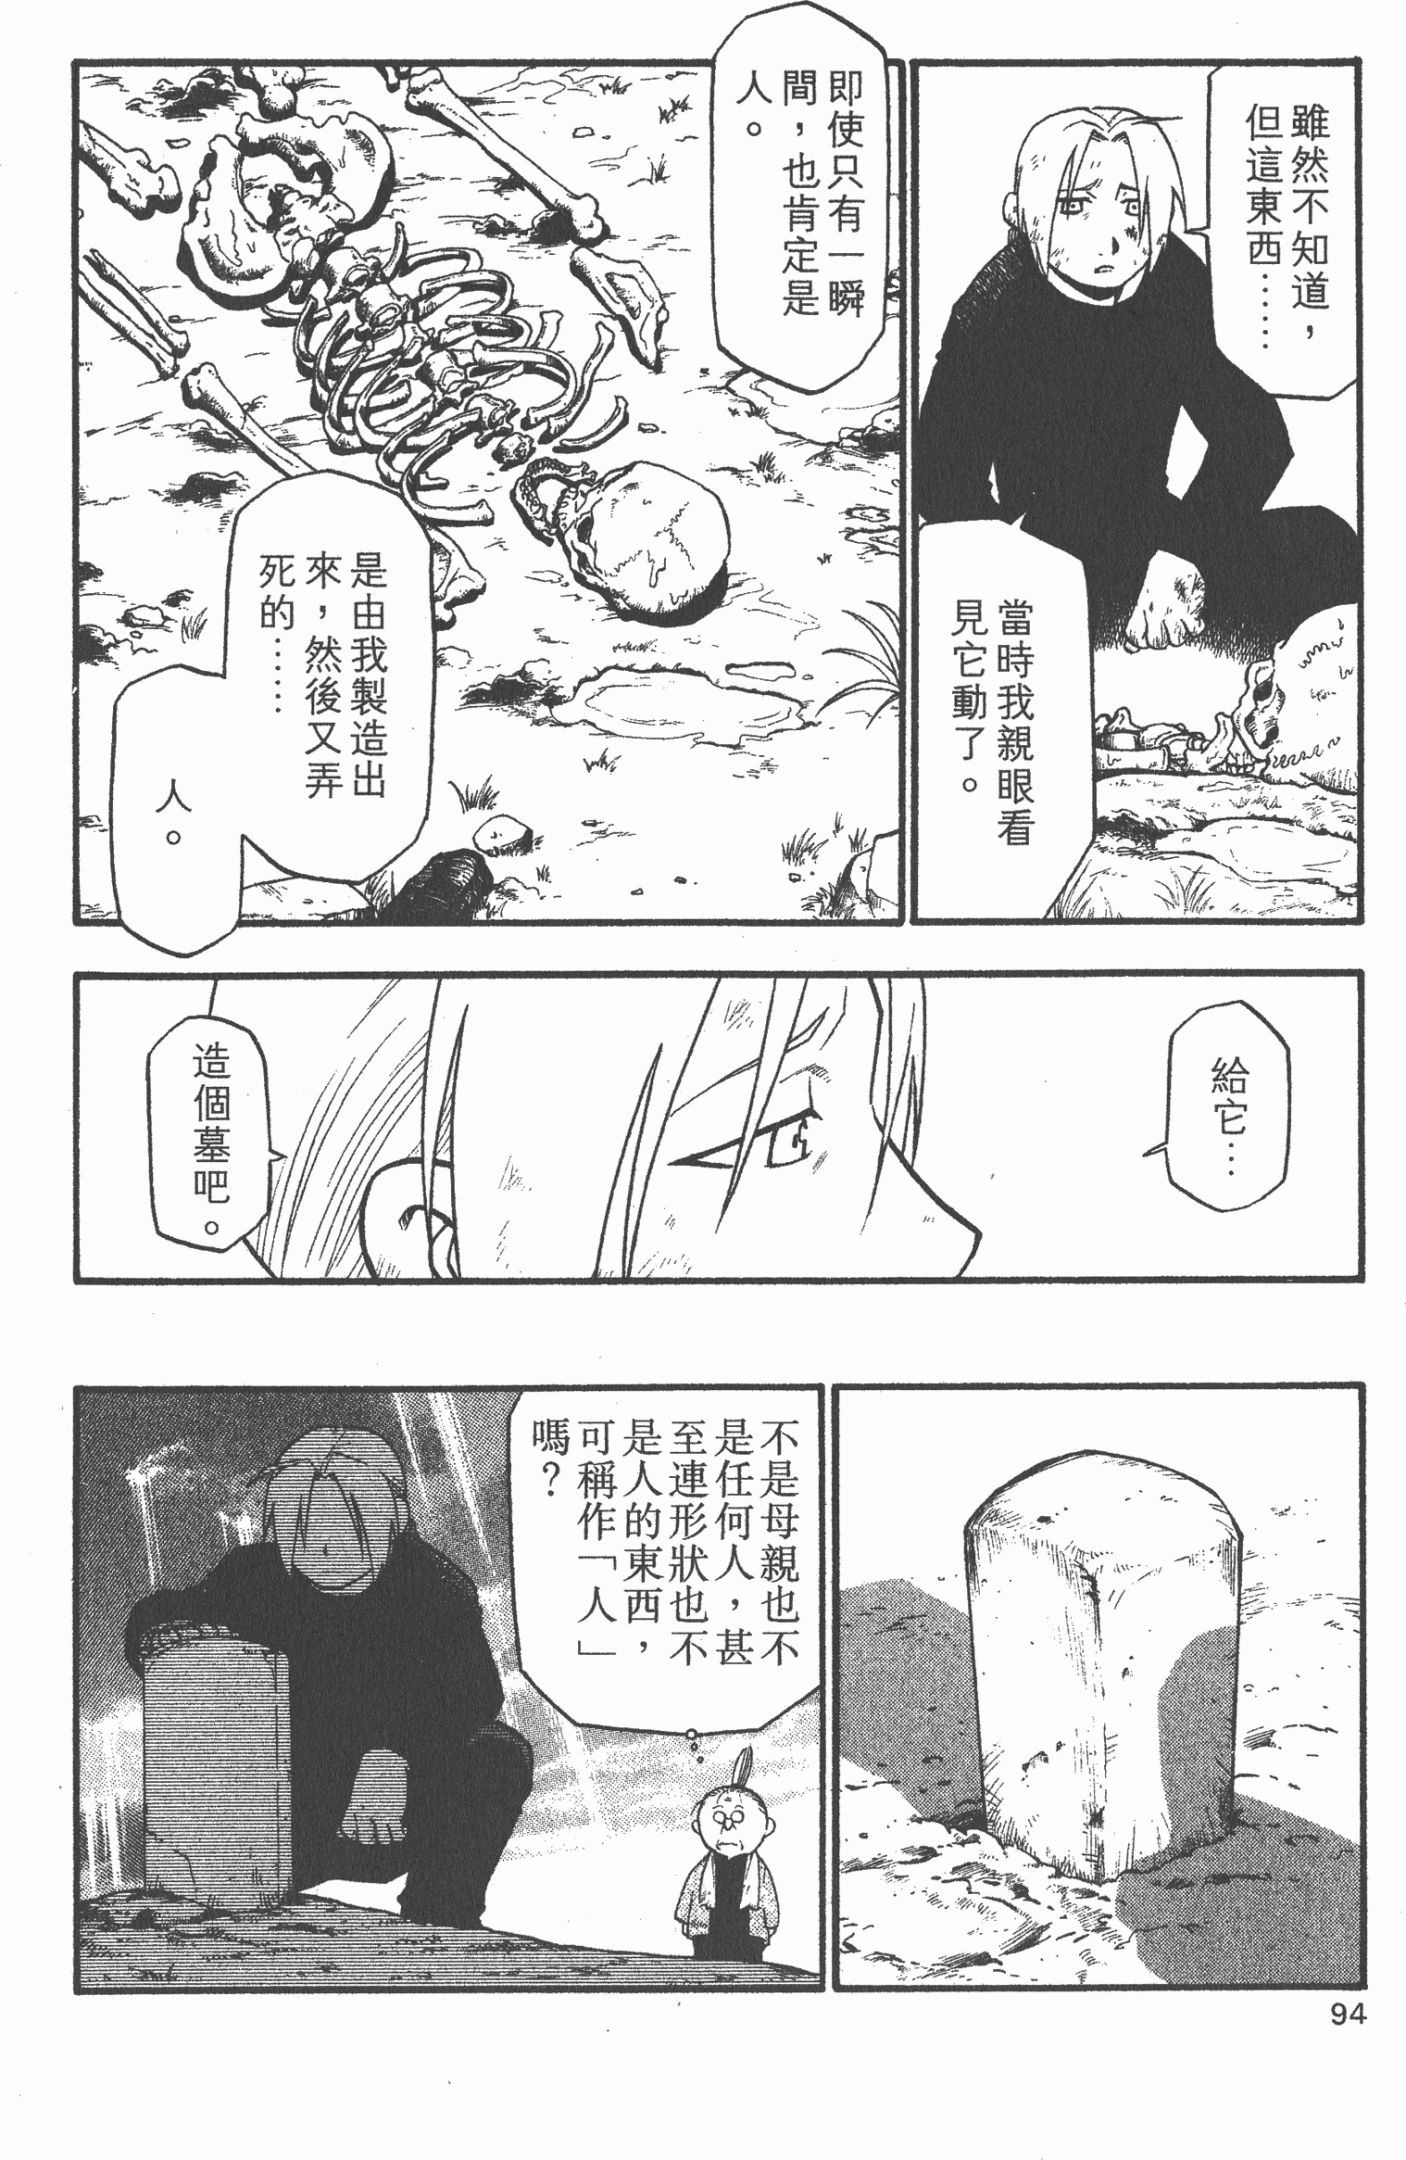 雖然不知道，
但這東西……
當時我親眼看
見它動了。
即使只有一瞬
間，也肯定是
人。
是由我製造出
來，然後又弄
死的……
人。
給它…
造個墓吧。
不是母親也不
是任何人，甚
至連形狀也不
是人的東西，
可稱作「人」
嗎？
94